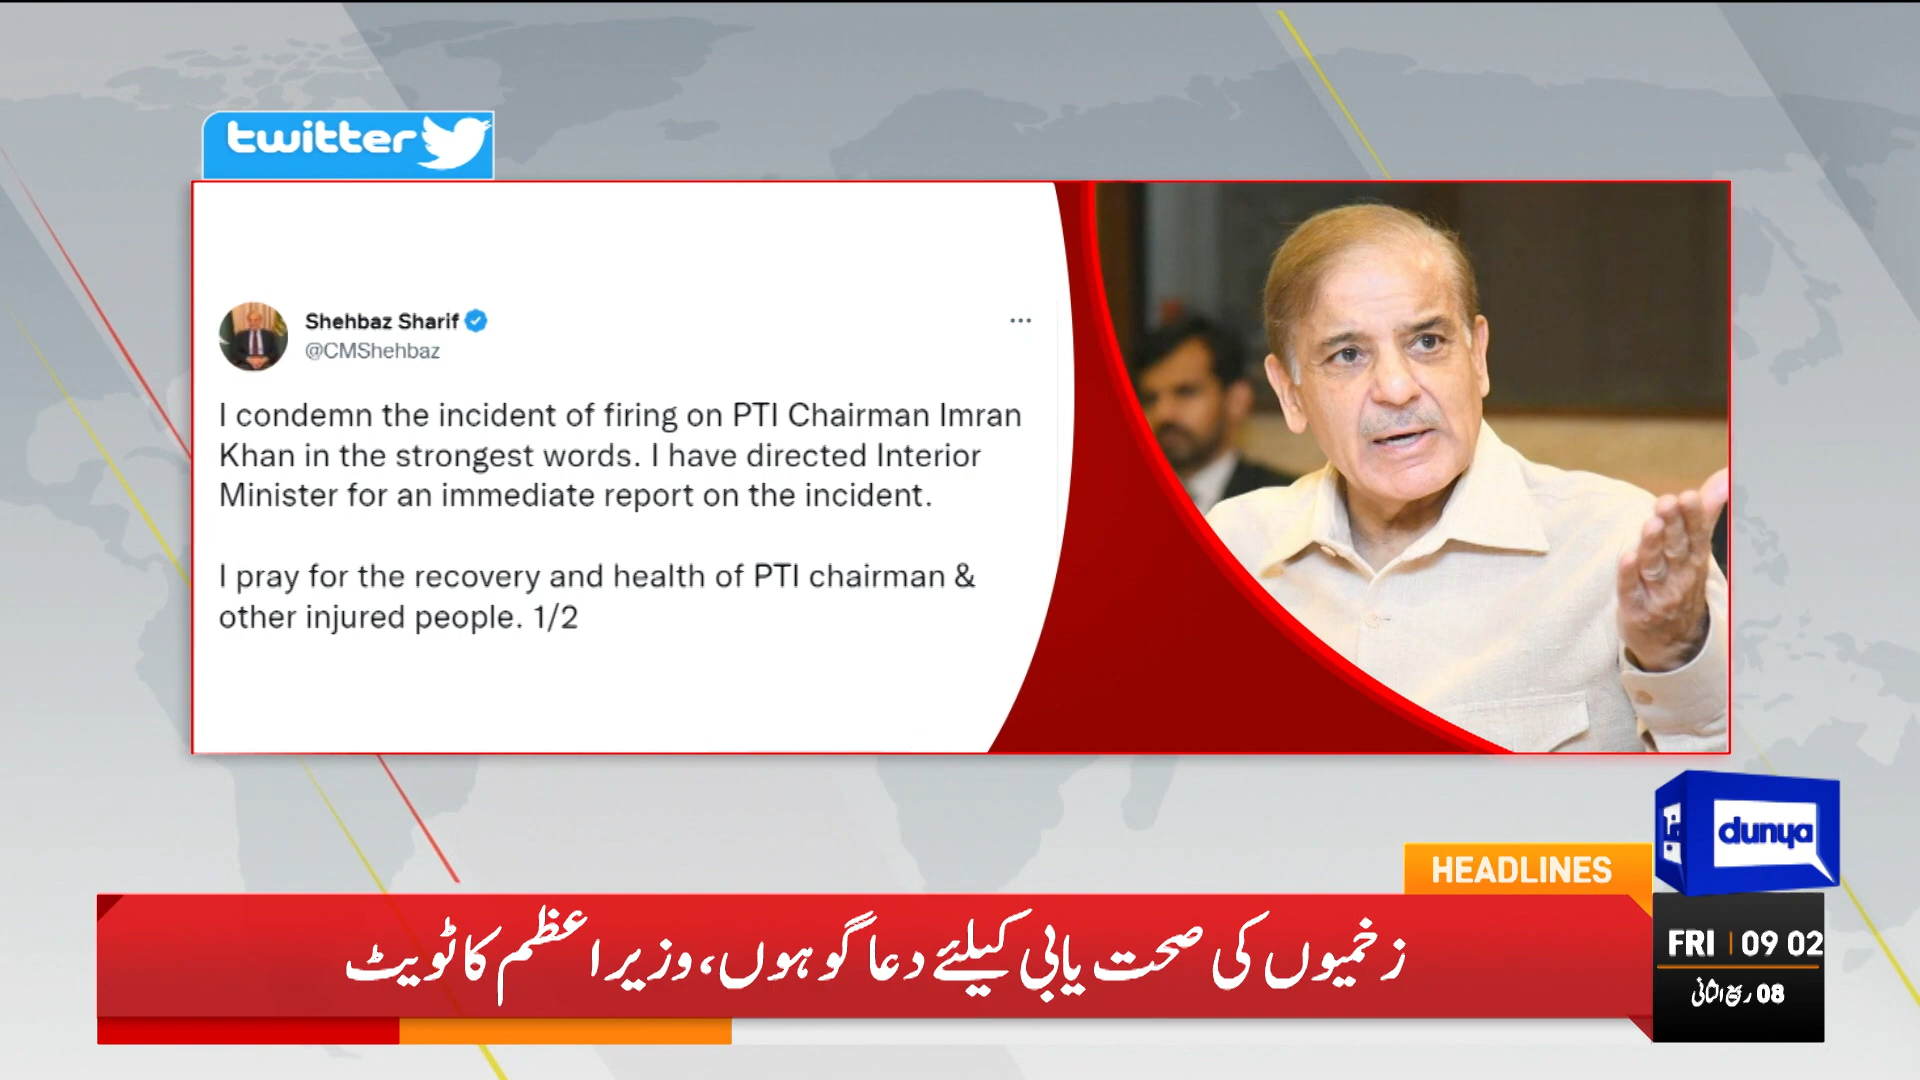 twitter
Shehbaz Sharif
@CMShehbaz
I condemn the incident of firing on PTI Chairman Imran
Khan in the strongest words. I have directed Interior
Minister for an immediate report on the incident.
I pray for the recovery and health of PTI chairman &
other injured people. 1/2
dunya
HEADLINES
زخمیوں کی صحت یابی کیلئے دعا گو ہوں، وزیراعظم کا ٹویٹ
FRI 09 02
08 ربیع الثانی